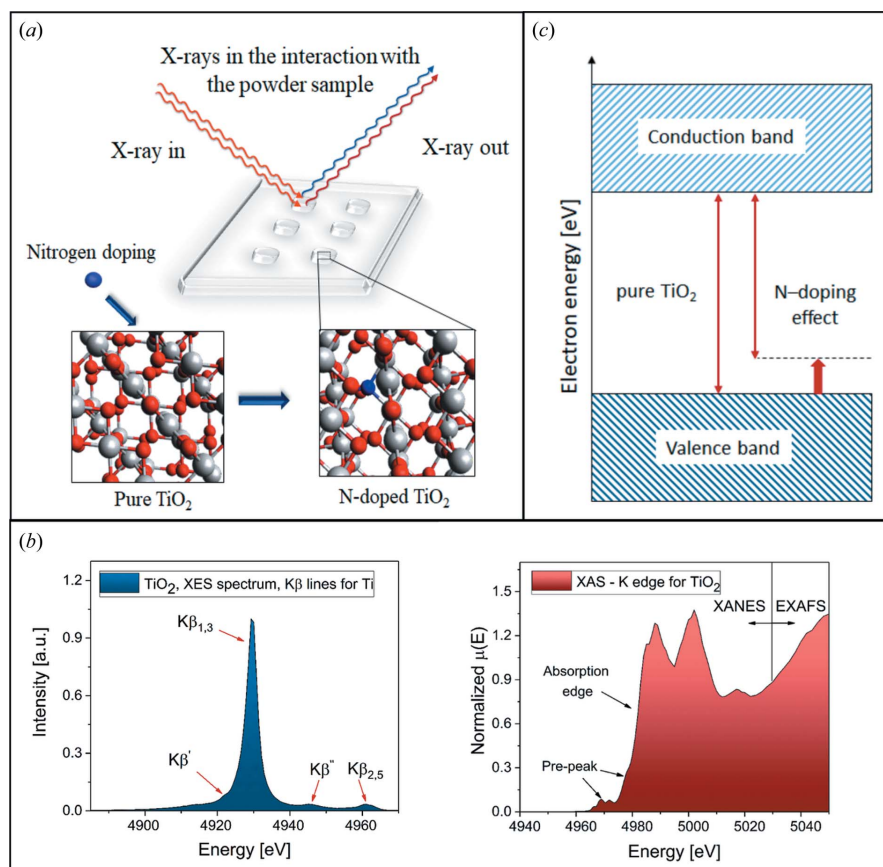 (a)
X-rays in the interaction with
the powder sample
X-ray in
X-ray out
Nitrogen doping
Pure TiO₂
N-doped TiO₂
(c)
Electron energy [eV]
Conduction band
pure TiO₂
N–doping
effect
Valence band
(b)
TiO₂, XES spectrum, Kβ lines for Ti
Intensity [a.u.]
1.2
0.9
0.6
0.3
0.0
Kβ₁,₃
Kβ'
Kβ"
Kβ₂,₅
4900
4920
4940
4960
Energy [eV]
XAS - K edge for TiO₂
Normalized μ(E)
1.5
1.2
0.9
0.6
0.3
0.0
XANES
EXAFS
Absorption
edge
Pre-peak
4940
4960
4980
5000
5020
5040
Energy [eV]